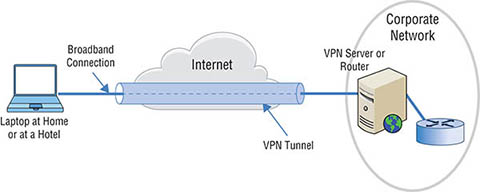 Corporate
Network
Broadband
Connection
Internet
VPN Server or
Router
Laptop at Home
or at a Hotel
VPN Tunnel